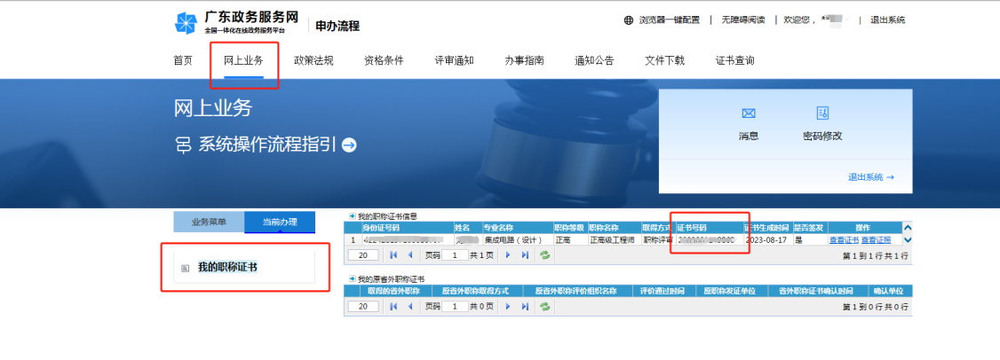 广东政务服务网
全国一体化在线政务服务平台
申办流程
浏览器一键配置 | 无障碍阅读 | 欢迎您， ** | 退出系统
首页 网上业务 政策法规 资格条件 评审通知 办事指南 通知公告 文件下载 证书查询
网上业务
系统操作流程指引
消息 密码修改
退出系统 →
业务菜单 当前办理
我的职称证书
我的职称证书信息
身份证号码 姓名 专业名称 职称等级 职称名称 取得方式 证书号码 证书生成时间 是否签发 操作
1 集成电路（设计） 正高 正高级工程师 职称评审 2023-08-17 是 查看证书 查看证照
20 页码 1 共1页 第1到1行共1行
我的原省外职称证书
取得的省外职称 原省外职称取得方式 原省外职称评价组织名称 评价通过时间 原职称发证单位 省外职称证书确认时间 确认单位
20 页码 1 共0页 第1到0行共0行